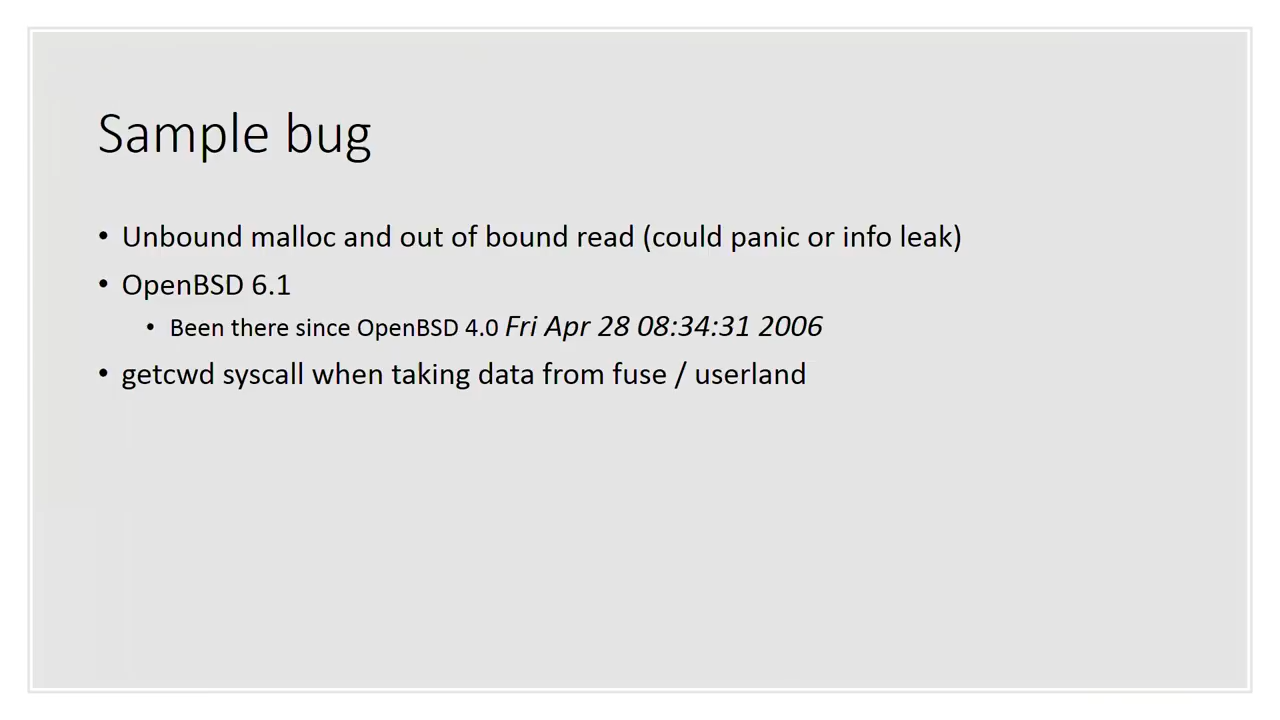 Sample bug
• Unbound malloc and out of bound read (could panic or info leak)
• OpenBSD 6.1
• Been there since OpenBSD 4.0 Fri Apr 28 08:34:31 2006
• getcwd syscall when taking data from fuse / userland